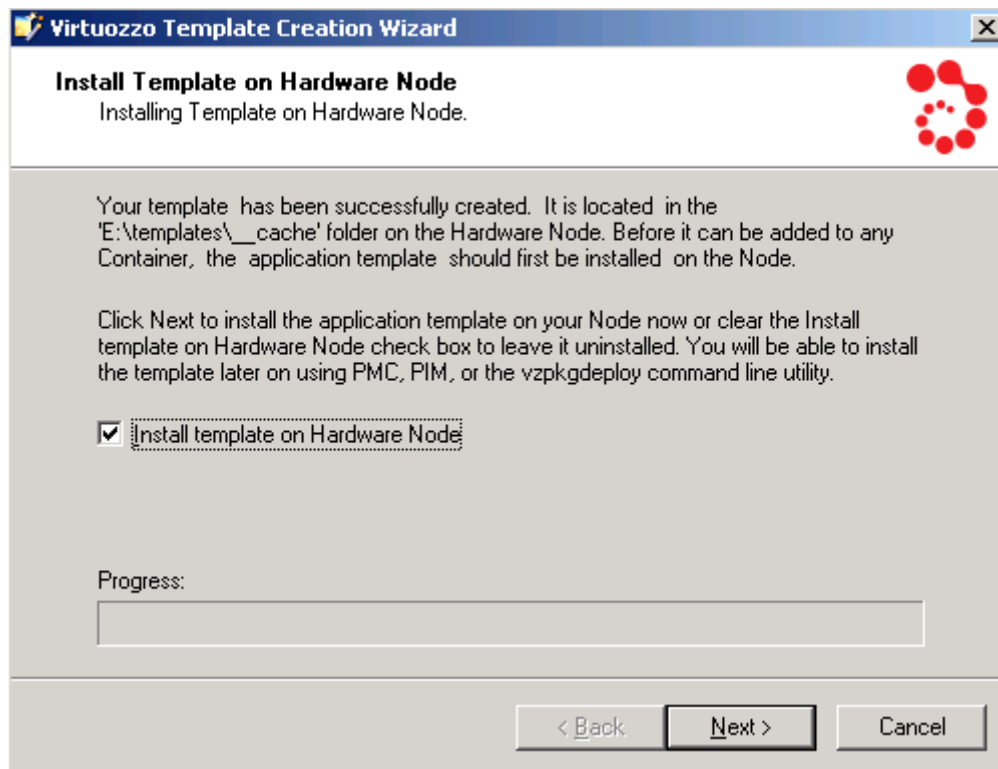 Virtuozzo Template Creation Wizard
Install Template on Hardware Node
Installing Template on Hardware Node.
Your template has been successfully created. It is located in the
'E:\templates\__cache' folder on the Hardware Node. Before it can be added to any
Container, the application template should first be installed on the Node.
Click Next to install the application template on your Node now or clear the Install
template on Hardware Node check box to leave it uninstalled. You will be able to install
the template later on using PMC, PIM, or the vzpkgdeploy command line utility.
Install template on Hardware Node
Progress:
< Back Next > Cancel